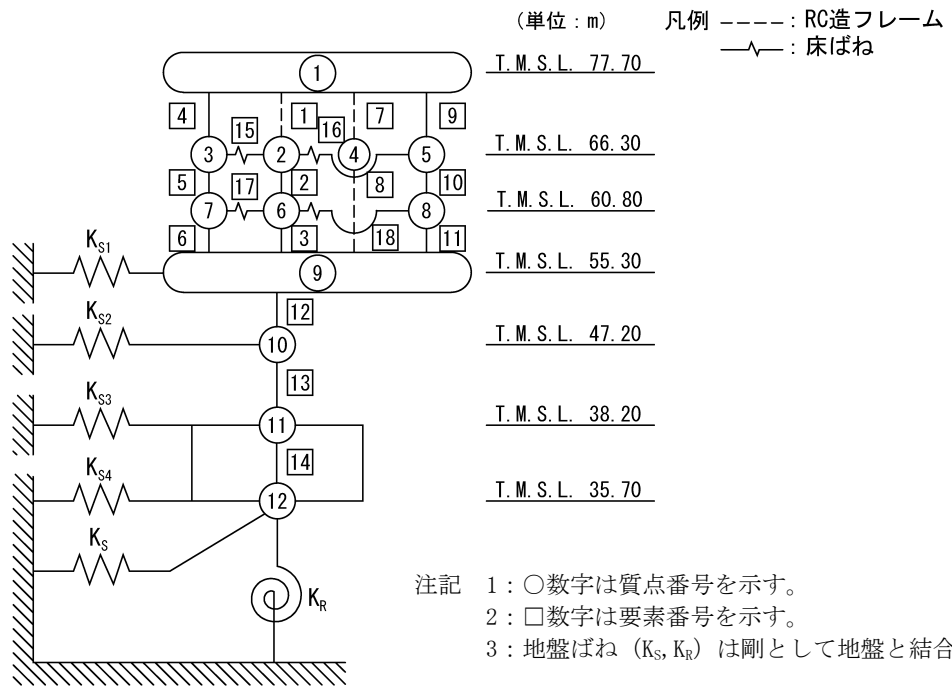 (単位：m) 凡例 ----：RC造フレーム
：床ばね
① T.M.S.L. 77.70
4 1 7 9
15 16
③ ② ④ ⑤ T.M.S.L. 66.30
5 2 8 10
17
⑦ ⑥ ⑧ T.M.S.L. 60.80
6 3 18 11
K_S1 ⑨ T.M.S.L. 55.30
12
K_S2 ⑩ T.M.S.L. 47.20
13
K_S3 ⑪ T.M.S.L. 38.20
14
K_S4 ⑫ T.M.S.L. 35.70
K_S
K_R
注記 1：○数字は質点番号を示す。
2：□数字は要素番号を示す。
3：地盤ばね (K_S, K_R) は剛として地盤と結合